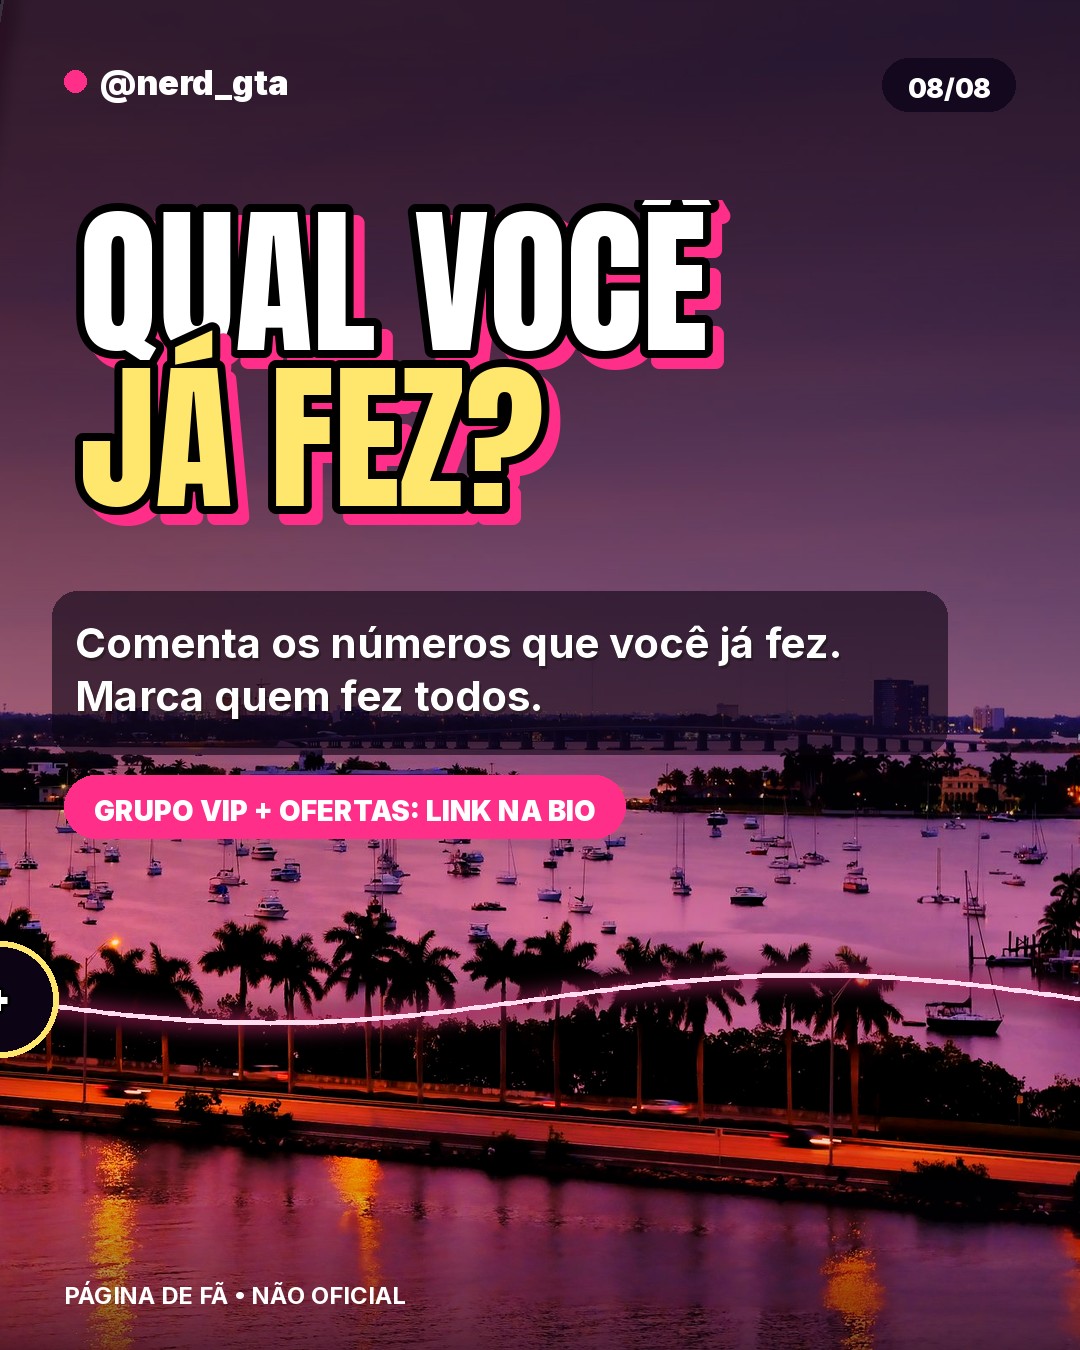 @nerd_gta
08/08
QUAL VOCÊ
JÁ FEZ?
Comenta os números que você já fez.
Marca quem fez todos.
GRUPO VIP + OFERTAS: LINK NA BIO
PÁGINA DE FÃ • NÃO OFICIAL